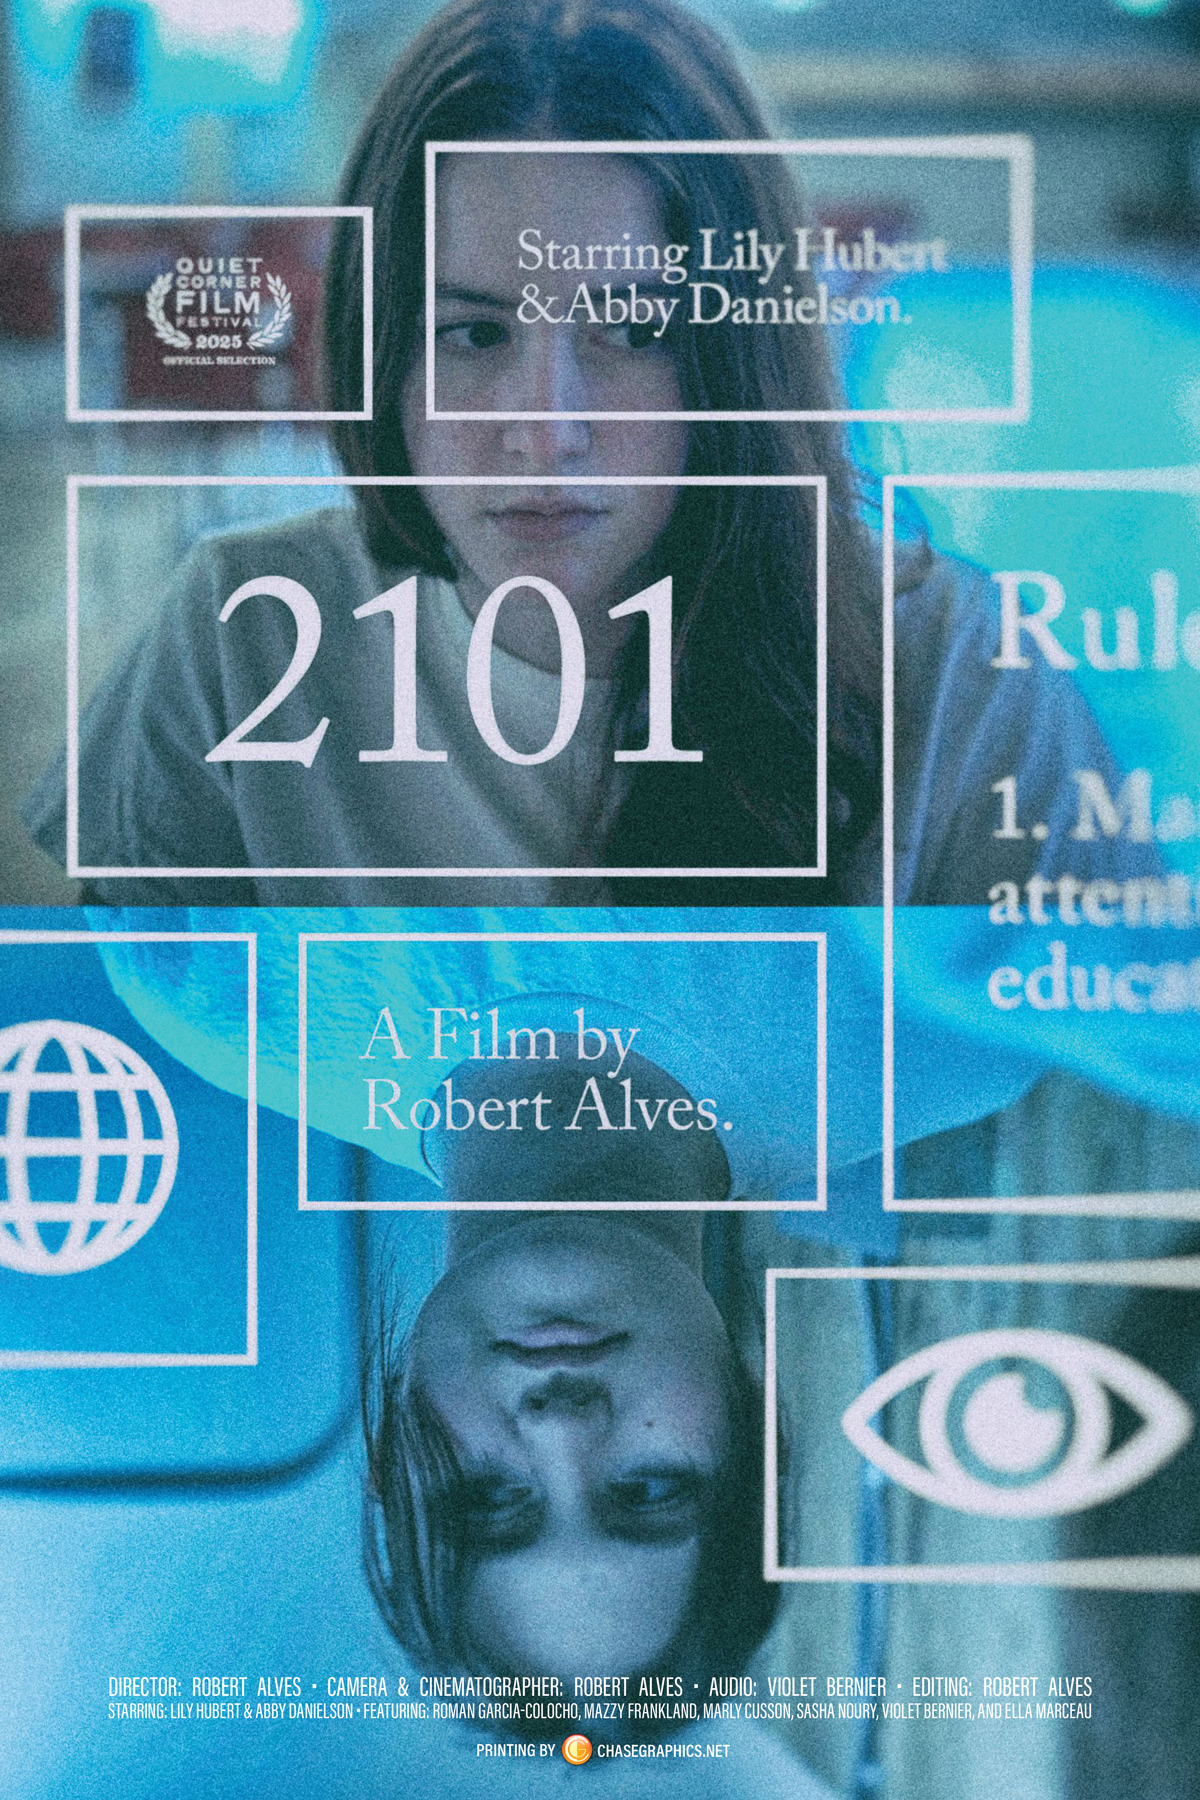 QUIET
CORNER
FILM
FESTIVAL
2025
OFFICIAL SELECTION
Starring Lily Hubert
&Abby Danielson.
2101
Rule
1. Ma
attent
educa
A Film by
Robert Alves.
DIRECTOR: ROBERT ALVES • CAMERA & CINEMATOGRAPHER: ROBERT ALVES • AUDIO: VIOLET BERNIER • EDITING: ROBERT ALVES
STARRING: LILY HUBERT & ABBY DANIELSON • FEATURING: ROMAN GARCIA-COLOCHO, MAZZY FRANKLAND, MARLY CUSSON, SASHA NOURY, VIOLET BERNIER, AND ELLA MARCEAU
PRINTING BY CHASEGRAPHICS.NET